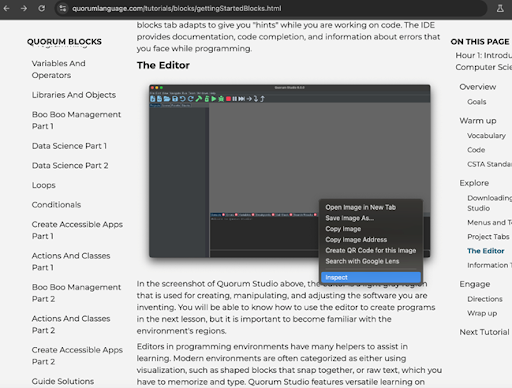 quorumlanguage.com/tutorials/blocks/gettingStartedBlocks.html
QUORUM BLOCKS
Programming
Variables And
Operators
Libraries And Objects
Boo Boo Management
Part 1
Data Science Part 1
Data Science Part 2
Loops
Conditionals
Create Accessible Apps
Part 1
Actions And Classes
Part 1
Boo Boo Management
Part 2
Actions And Classes
Part 2
Create Accessible Apps
Part 2
Guide Solutions
blocks tab adapts to give you "hints" while you are working on code. The IDE
provides documentation, code completion, and information about errors that
you face while programming.
The Editor
Open Image in New Tab
Save Image As...
Copy Image
Copy Image Address
Create QR Code for this Image
Search with Google Lens
Inspect
In the screenshot of Quorum Studio above, the editor is a light gray region
that is used for creating, manipulating, and adjusting the software you are
inventing. You will be able to know how to use the editor to create programs
in the next lesson, but it is important to become familiar with the
environment's regions.
Editors in programming environments have many helpers to assist in
learning. Modern environments are often categorized as either using
visualization, such as shaped blocks that snap together, or raw text, which you
have to memorize and type. Quorum Studio features versatile learning on
ON THIS PAGE
Hour 1: Introdu
Computer Scie
Overview
Goals
Warm up
Vocabulary
Code
CSTA Standar
Explore
Downloading
Studio
Menus and To
Project Tabs
The Editor
Information T
Engage
Directions
Wrap up
Next Tutorial